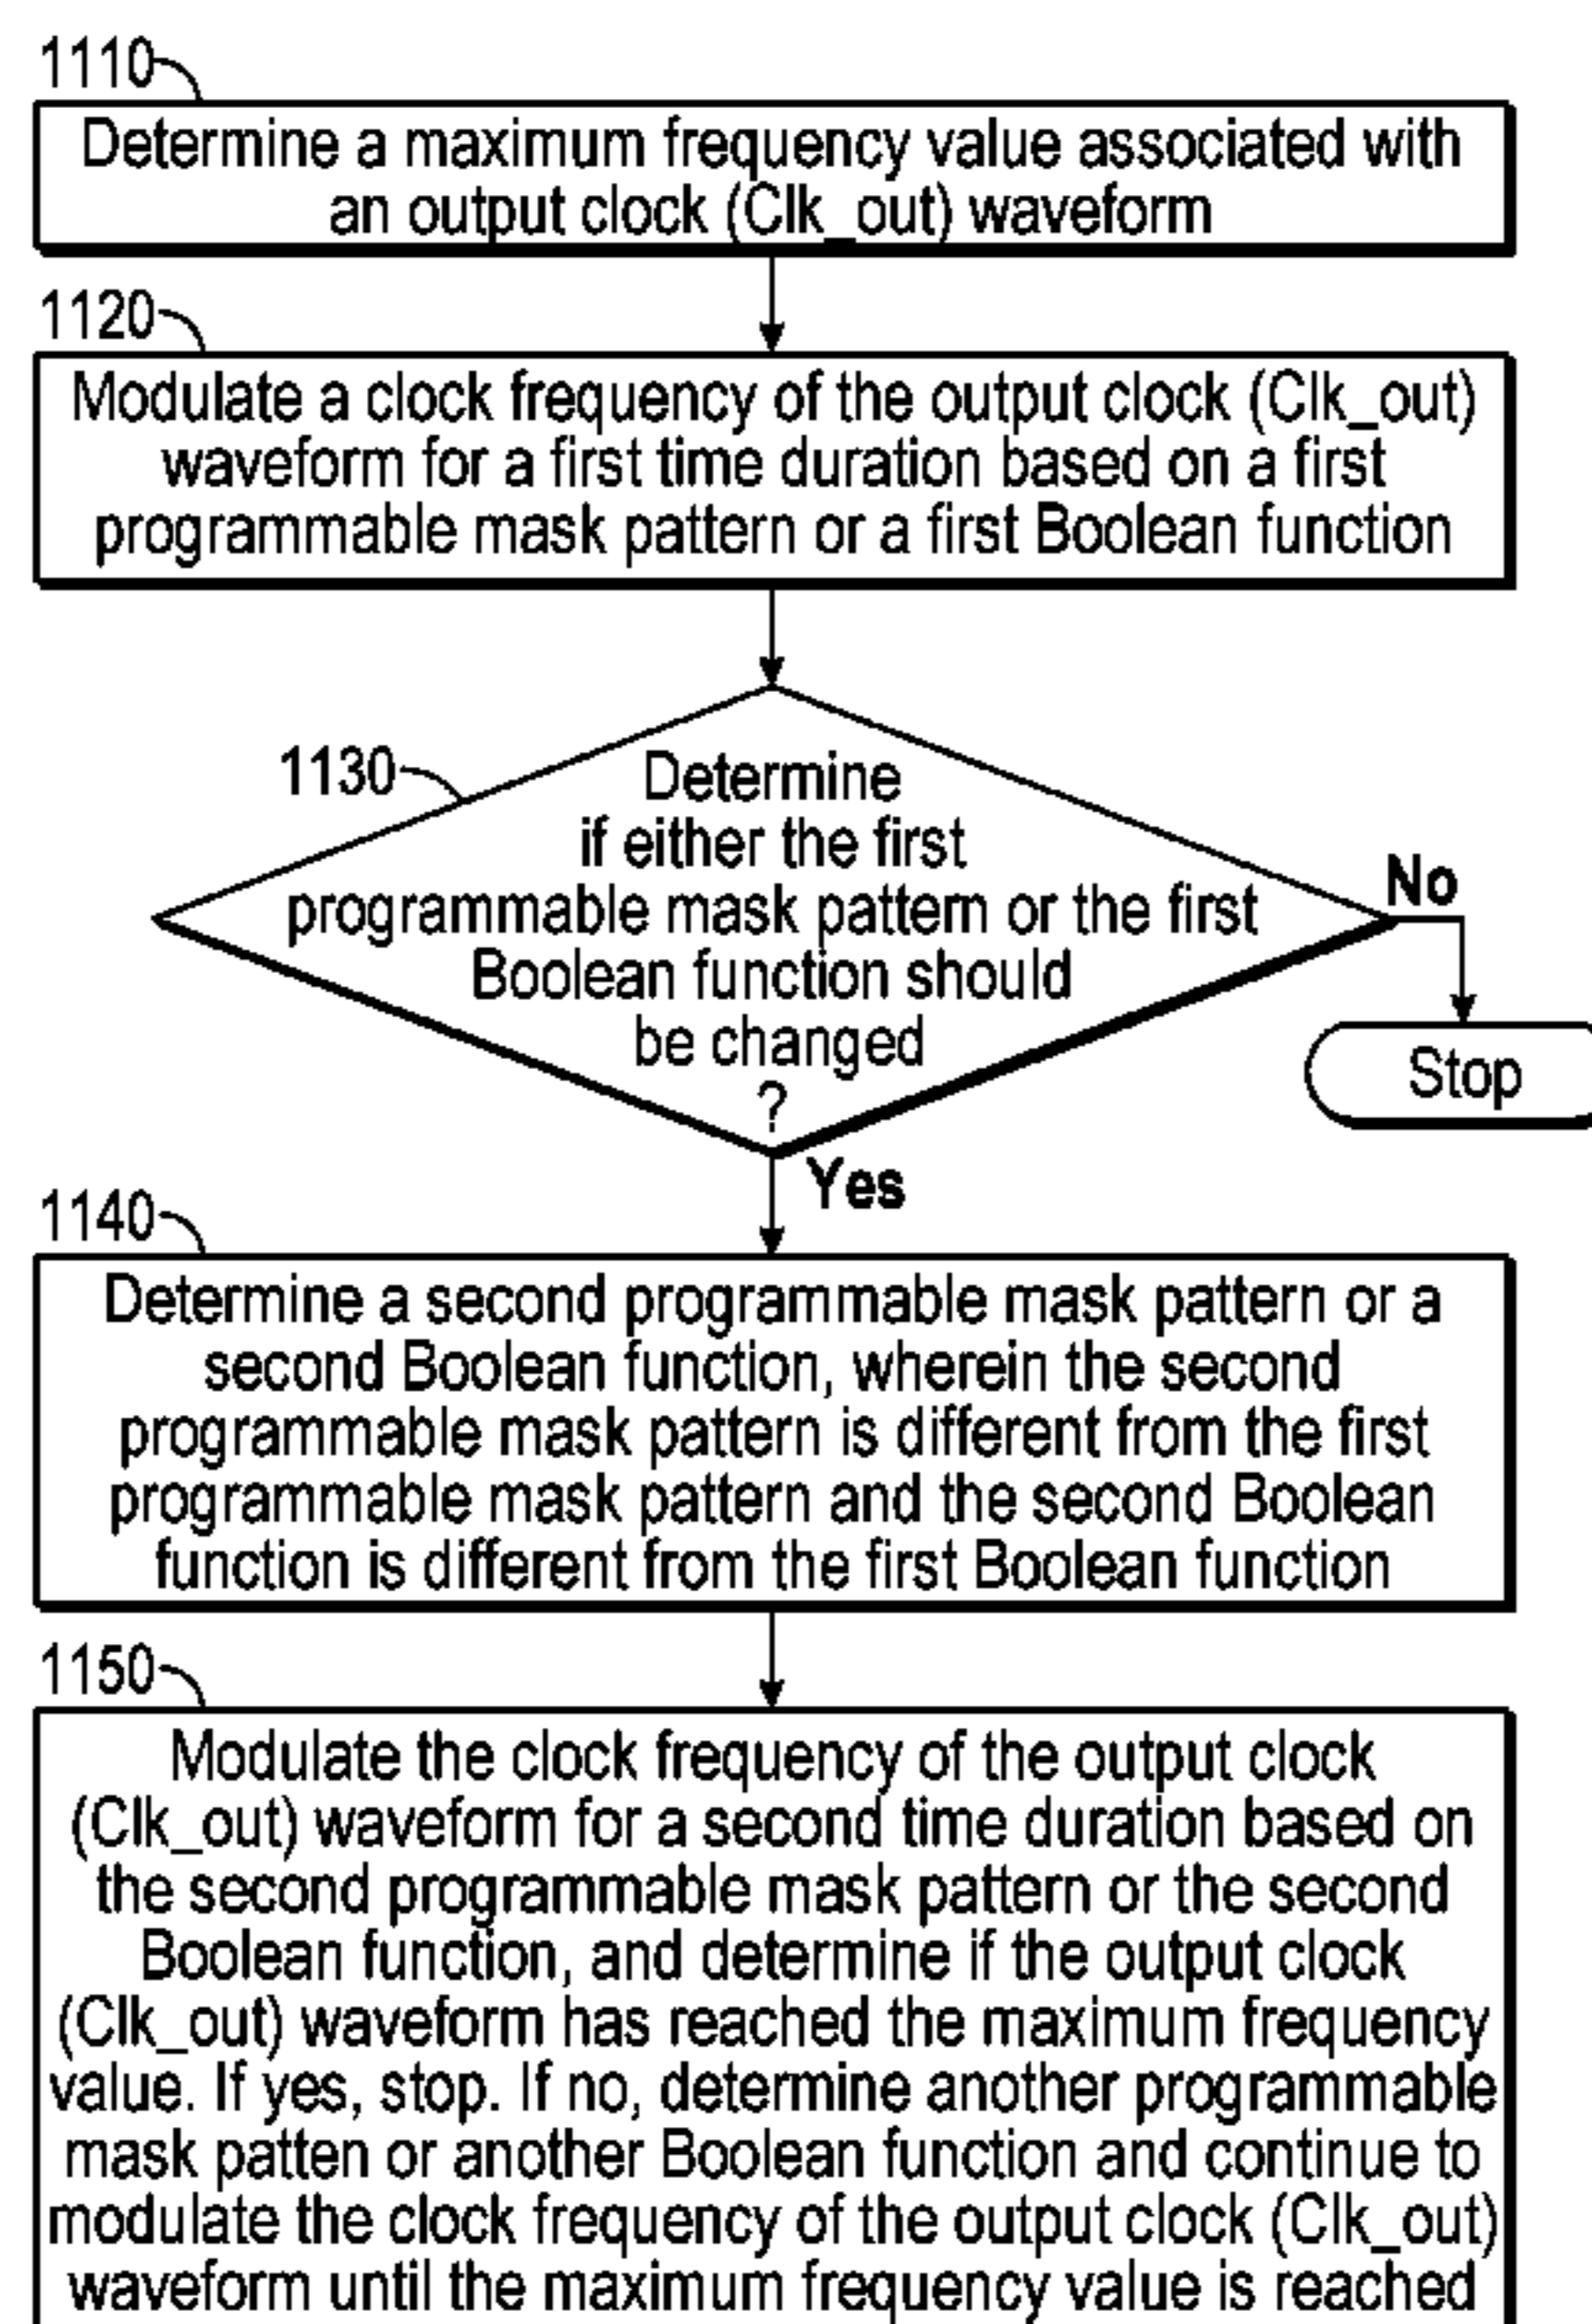 1110
Determine a maximum frequency value associated with
an output clock (Clk_out) waveform
1120
Modulate a clock frequency of the output clock (Clk_out)
waveform for a first time duration based on a first
programmable mask pattern or a first Boolean function
1130
Determine
if either the first
programmable mask pattern or the first
Boolean function should
be changed
?
No
Stop
Yes
1140
Determine a second programmable mask pattern or a
second Boolean function, wherein the second
programmable mask pattern is different from the first
programmable mask pattern and the second Boolean
function is different from the first Boolean function
1150
Modulate the clock frequency of the output clock
(Clk_out) waveform for a second time duration based on
the second programmable mask pattern or the second
Boolean function, and determine if the output clock
(Clk_out) waveform has reached the maximum frequency
value. If yes, stop. If no, determine another programmable
mask patten or another Boolean function and continue to
modulate the clock frequency of the output clock (Clk_out)
waveform until the maximum frequency value is reached